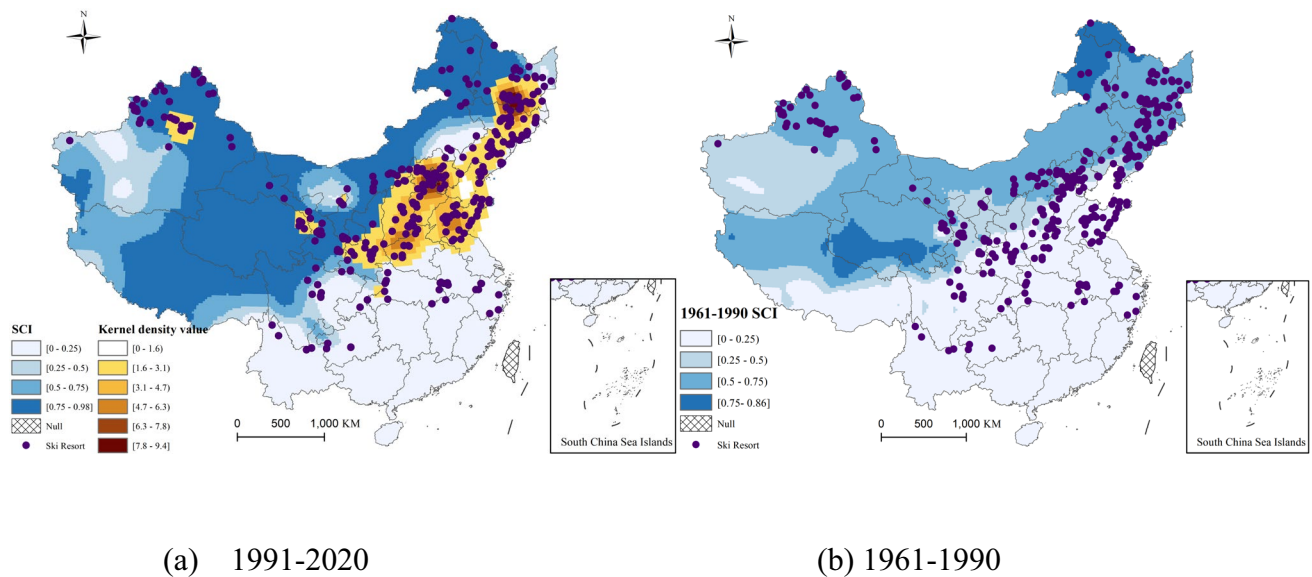 N
SCI
[0 - 0.25)
[0.25 - 0.5)
[0.5 - 0.75)
[0.75 - 0.98]
Null
Ski Resort
Kernel density value
[0 - 1.6)
[1.6 - 3.1)
[3.1 - 4.7)
[4.7 - 6.3)
[6.3 - 7.8)
[7.8 - 9.4]
0 500 1,000 KM
South China Sea Islands
N
1961-1990 SCI
[0 - 0.25)
[0.25 - 0.5)
[0.5 - 0.75)
[0.75- 0.86]
Null
Ski Resort
0 500 1,000 KM
South China Sea Islands
(a) 1991-2020
(b) 1961-1990